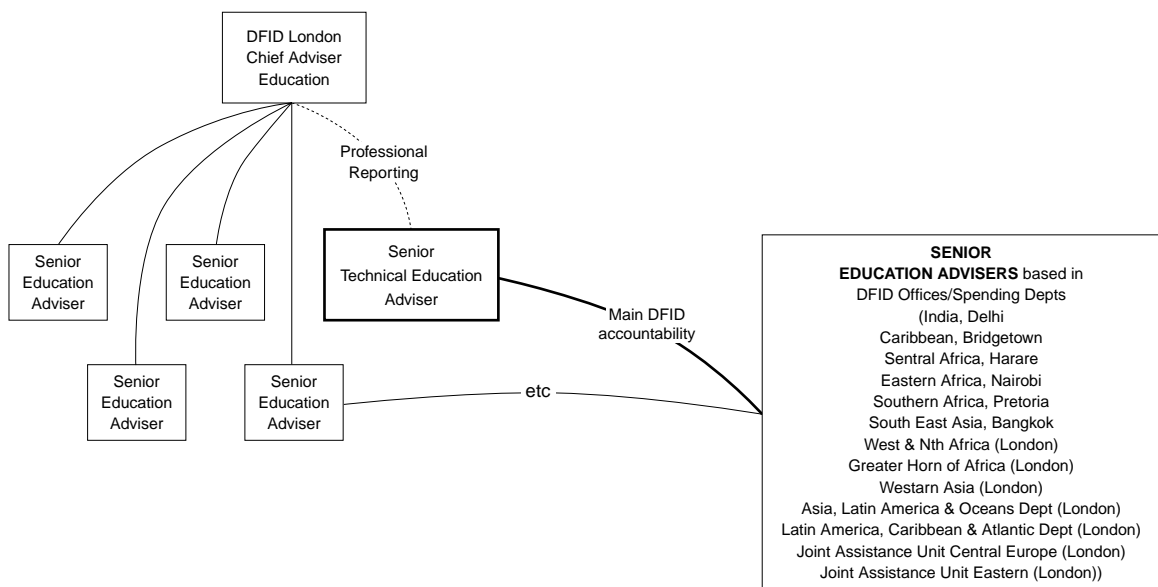 DFID London
Chief Adviser
Education
Professional
Reporting
Senior
Education
Adviser
Senior
Education
Adviser
Senior
Technical Education
Adviser
Main DFID
accountability
Senior
Education
Adviser
Senior
Education
Adviser
etc
SENIOR
EDUCATION ADVISERS based in
DFID Offices/Spending Depts
(India, Delhi
Caribbean, Bridgetown
Sentral Africa, Harare
Eastern Africa, Nairobi
Southern Africa, Pretoria
South East Asia, Bangkok
West & Nth Africa (London)
Greater Horn of Africa (London)
Westarn Asia (London)
Asia, Latin America & Oceans Dept (London)
Latin America, Caribbean & Atlantic Dept (London)
Joint Assistance Unit Central Europe (London)
Joint Assistance Unit Eastern (London))